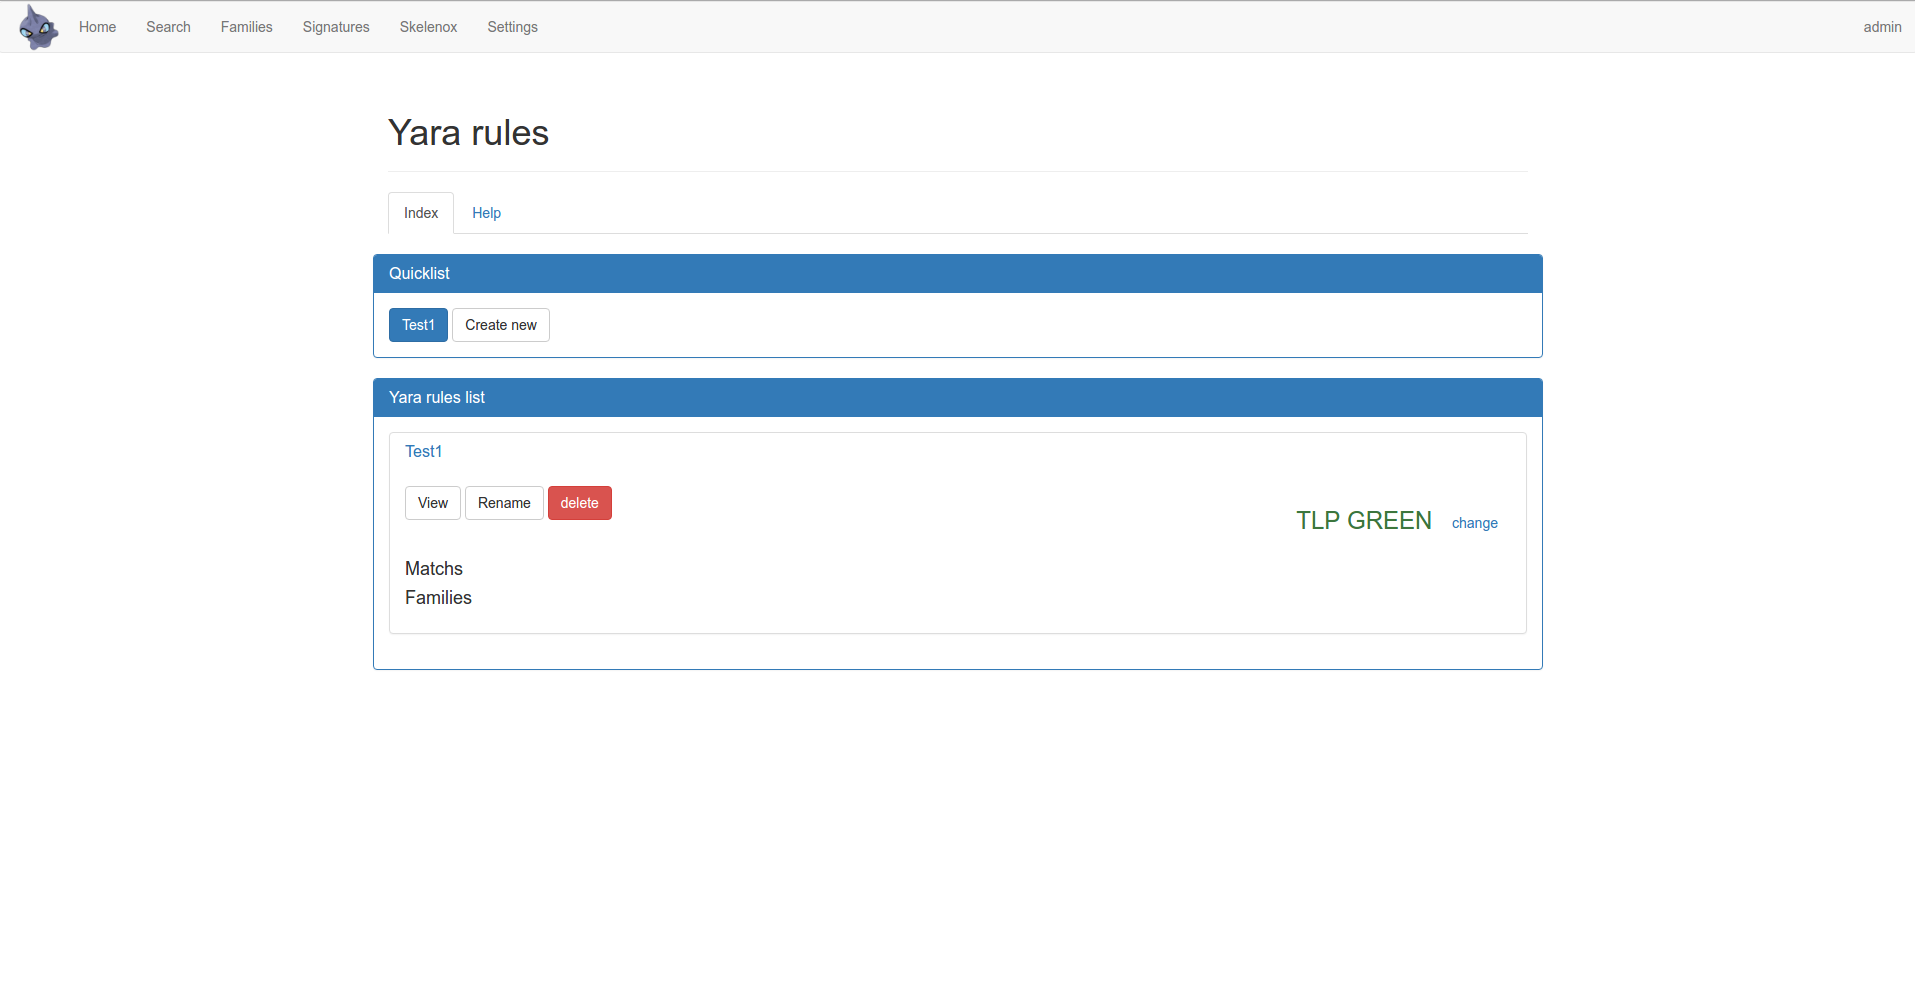 Home Search Families Signatures Skelenox Settings admin
Yara rules
Index Help
Quicklist
Test1 Create new
Yara rules list
Test1
View Rename delete
TLP GREEN change
Matchs
Families